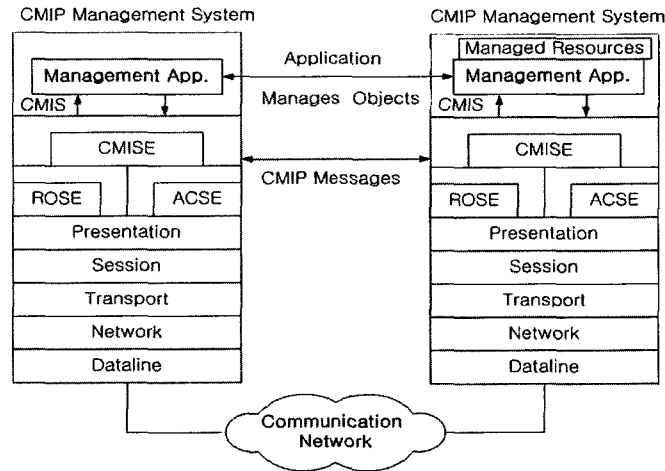 CMIP Management System
Management App.
CMIS
CMISE
ROSE
ACSE
Presentation
Session
Transport
Network
Dataline
Application
Manages Objects
CMIP Messages
CMIP Management System
Managed Resources
Management App.
CMIS
CMISE
ROSE
ACSE
Presentation
Session
Transport
Network
Dataline
Communication
Network